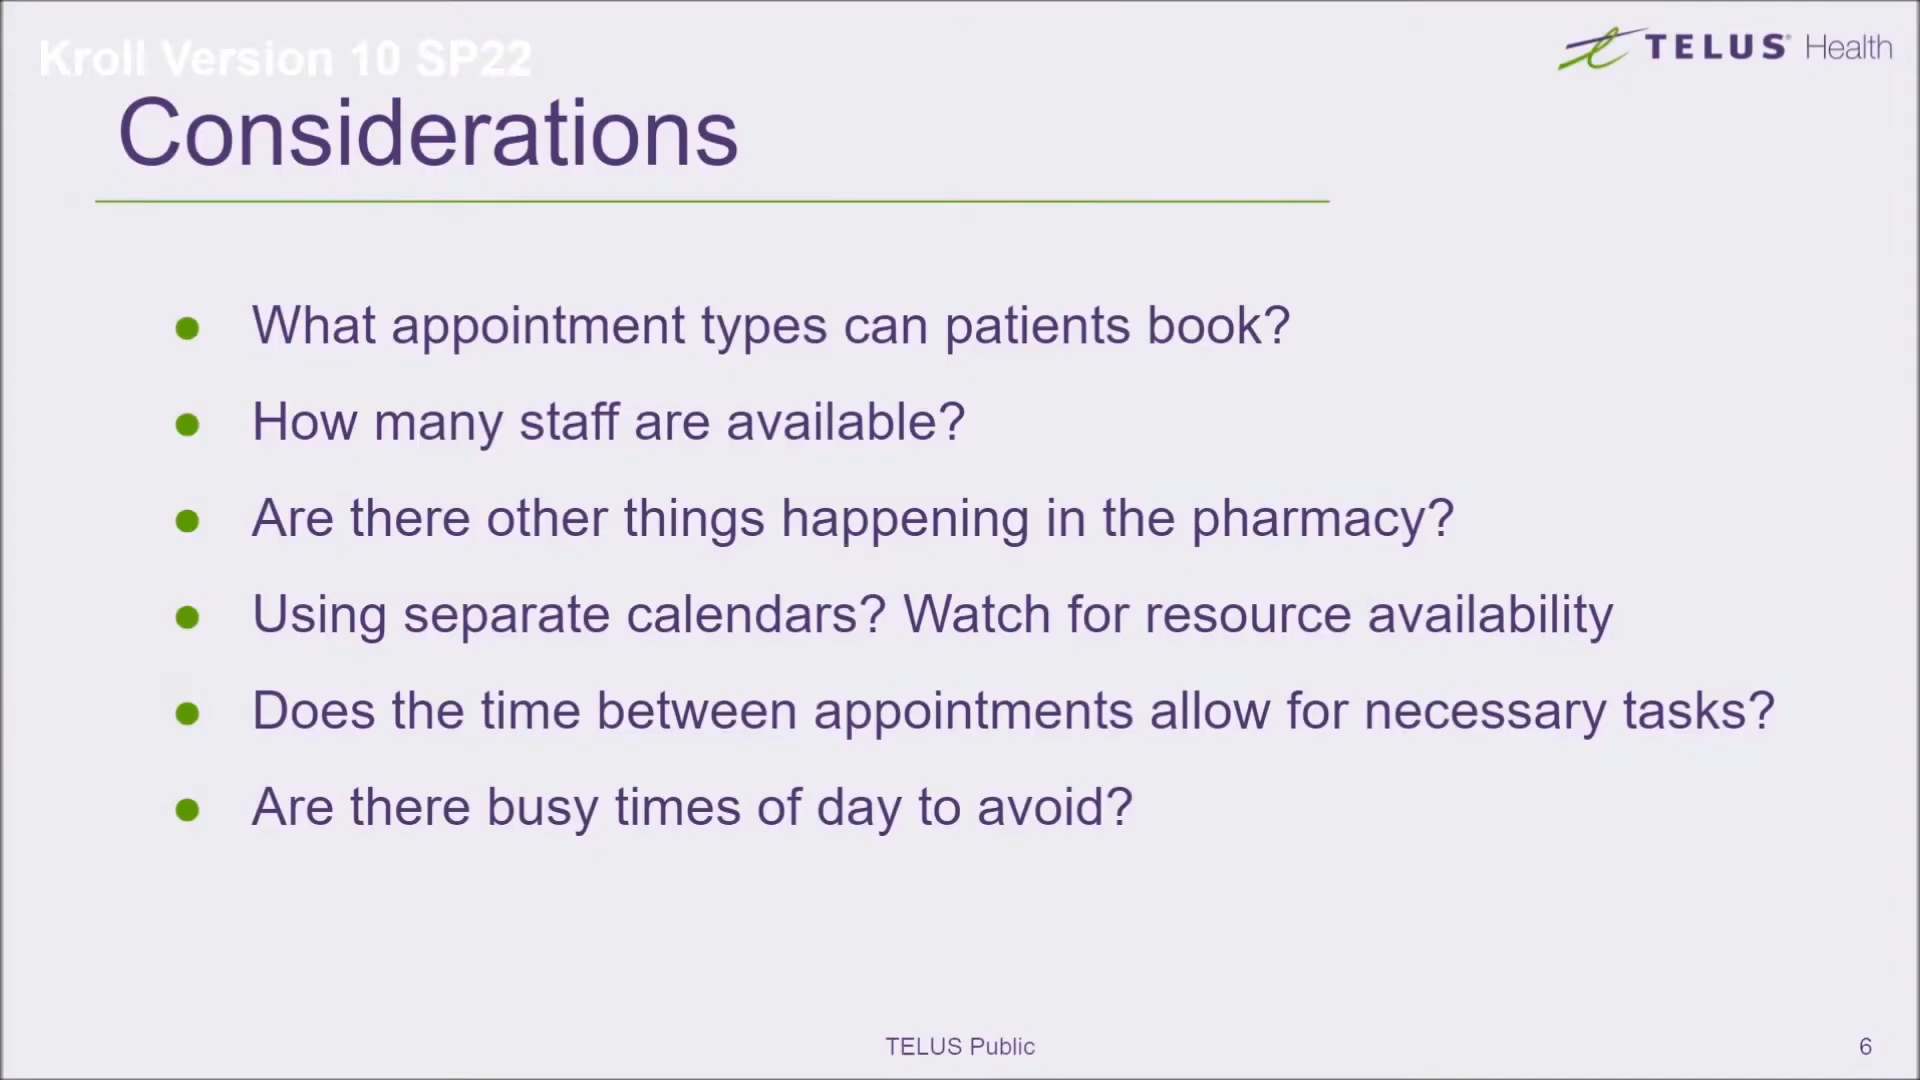 Kroll Version 10 SP22
TELUS Health
Considerations
What appointment types can patients book?
How many staff are available?
Are there other things happening in the pharmacy?
Using separate calendars? Watch for resource availability
Does the time between appointments allow for necessary tasks?
Are there busy times of day to avoid?
TELUS Public
6